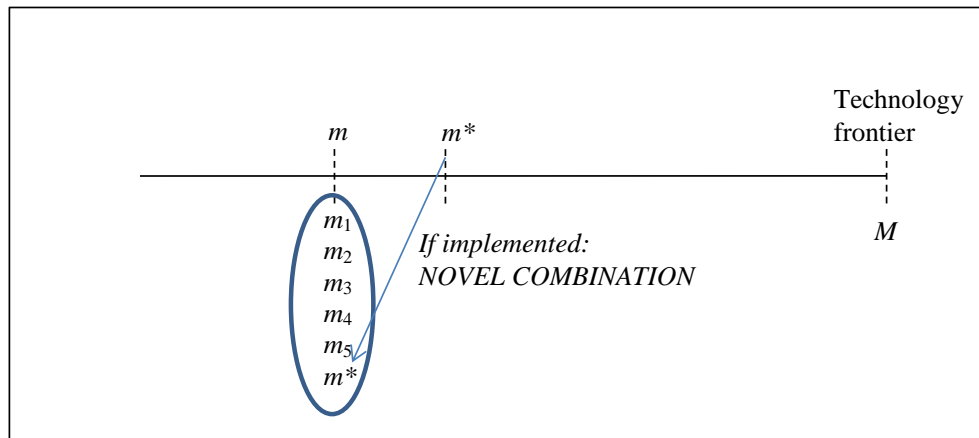 Technology
frontier
m m*
M
m₁
m₂
m₃
m₄
m₅
m*
If implemented:
NOVEL COMBINATION